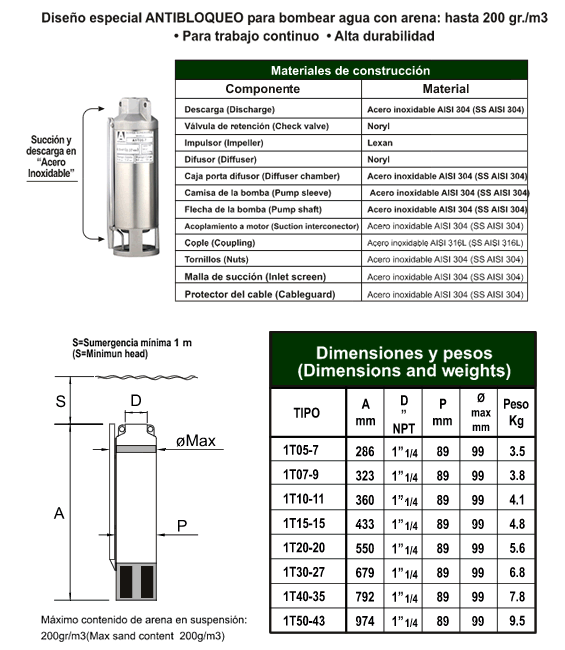 Diseño especial ANTIBLOQUEO para bombear agua con arena: hasta 200 gr./m3
• Para trabajo continuo • Alta durabilidad
Succión y
descarga en
"Acero
Inoxidable"
Materiales de construcción
Componente Material
Descarga (Discharge) Acero inoxidable AISI 304 (SS AISI 304)
Válvula de retención (Check valve) Noryl
Impulsor (Impeller) Lexan
Difusor (Diffuser) Noryl
Caja porta difusor (Diffuser chamber) Acero inoxidable AISI 304 (SS AISI 304)
Camisa de la bomba (Pump sleeve) Acero inoxidable AISI 304 (SS AISI 304)
Flecha de la bomba (Pump shaft) Acero inoxidable AISI 304 (SS AISI 304)
Acoplamiento a motor (Suction interconector) Acero inoxidable AISI 304 (SS AISI 304)
Cople (Coupling) Acero inoxidable AISI 316L (SS AISI 316L)
Tornillos (Nuts) Acero inoxidable AISI 304 (SS AISI 304)
Malla de succión (Inlet screen) Acero inoxidable AISI 304 (SS AISI 304)
Protector del cable (Cableguard) Acero inoxidable AISI 304 (SS AISI 304)
S=Sumergencia mínima 1 m
(S=Minimun head)
S
D
øMax
A
P
Máximo contenido de arena en suspensión:
200gr/m3(Max sand content 200g/m3)
Dimensiones y pesos
(Dimensions and weights)
TIPO A mm D " NPT P mm Ø max mm Peso Kg
1T05-7 286 1" 1/4 89 99 3.5
1T07-9 323 1" 1/4 89 99 3.8
1T10-11 360 1" 1/4 89 99 4.1
1T15-15 433 1" 1/4 89 99 4.8
1T20-20 550 1" 1/4 89 99 5.6
1T30-27 679 1" 1/4 89 99 6.8
1T40-35 792 1" 1/4 89 99 7.8
1T50-43 974 1" 1/4 89 99 9.5